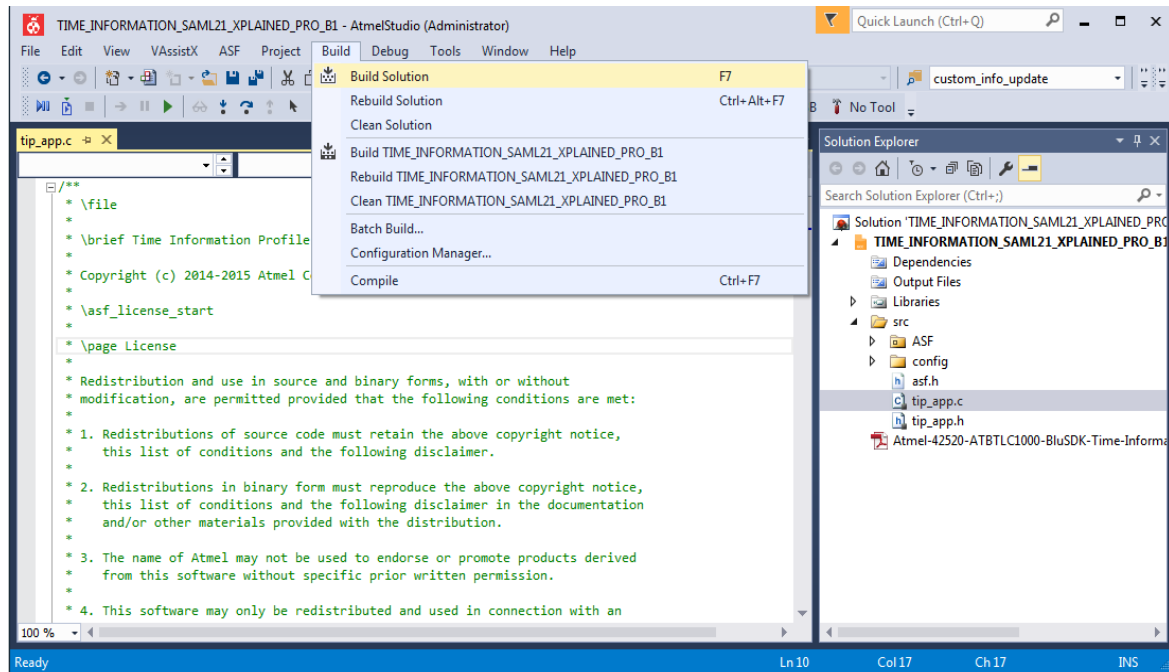 TIME_INFORMATION_SAML21_XPLAINED_PRO_B1 - AtmelStudio (Administrator)
Quick Launch (Ctrl+Q)
File Edit View VAssistX ASF Project Build Debug Tools Window Help
custom_info_update
No Tool
Build Solution F7
Rebuild Solution Ctrl+Alt+F7
Clean Solution
Build TIME_INFORMATION_SAML21_XPLAINED_PRO_B1
Rebuild TIME_INFORMATION_SAML21_XPLAINED_PRO_B1
Clean TIME_INFORMATION_SAML21_XPLAINED_PRO_B1
Batch Build...
Configuration Manager...
Compile Ctrl+F7
tip_app.c
/**
* \file
*
* \brief Time Information Profile
*
* Copyright (c) 2014-2015 Atmel C
*
* \asf_license_start
*
* \page License
*
* Redistribution and use in source and binary forms, with or without
* modification, are permitted provided that the following conditions are met:
*
* 1. Redistributions of source code must retain the above copyright notice,
* this list of conditions and the following disclaimer.
*
* 2. Redistributions in binary form must reproduce the above copyright notice,
* this list of conditions and the following disclaimer in the documentation
* and/or other materials provided with the distribution.
*
* 3. The name of Atmel may not be used to endorse or promote products derived
* from this software without specific prior written permission.
*
* 4. This software may only be redistributed and used in connection with an
100 %
Solution Explorer
Search Solution Explorer (Ctrl+;)
Solution 'TIME_INFORMATION_SAML21_XPLAINED_PRO
TIME_INFORMATION_SAML21_XPLAINED_PRO_B1
Dependencies
Output Files
Libraries
src
ASF
config
asf.h
tip_app.c
tip_app.h
Atmel-42520-ATBTLC1000-BluSDK-Time-Informa
Ready Ln 10 Col 17 Ch 17 INS